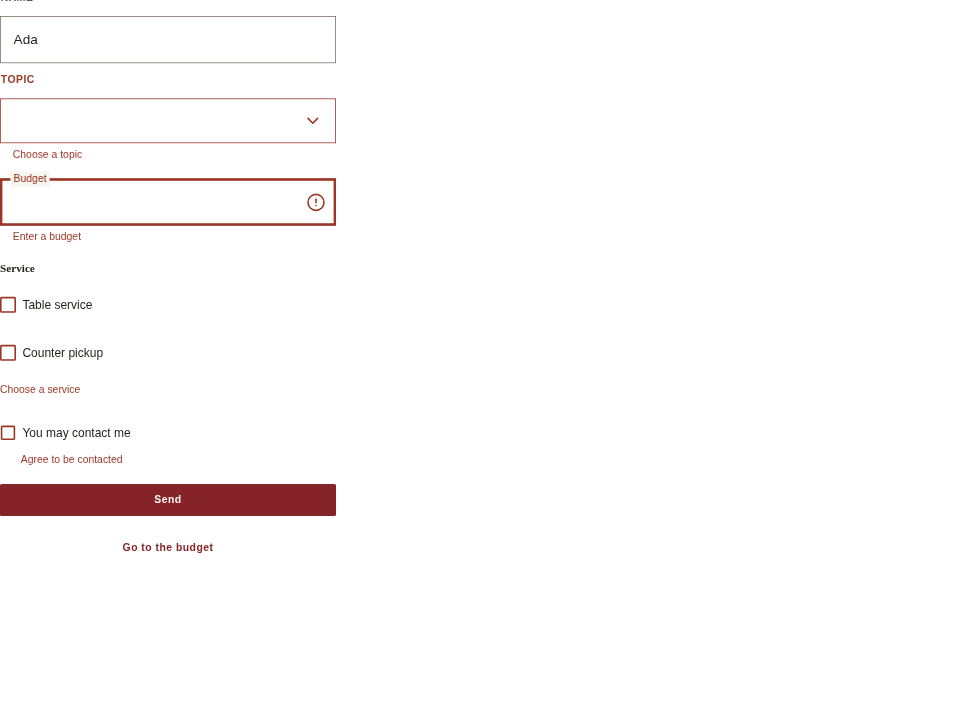 Ada
TOPIC
Choose a topic
Budget
Enter a budget
Service
Table service
Counter pickup
Choose a service
You may contact me
Agree to be contacted
Send
Go to the budget